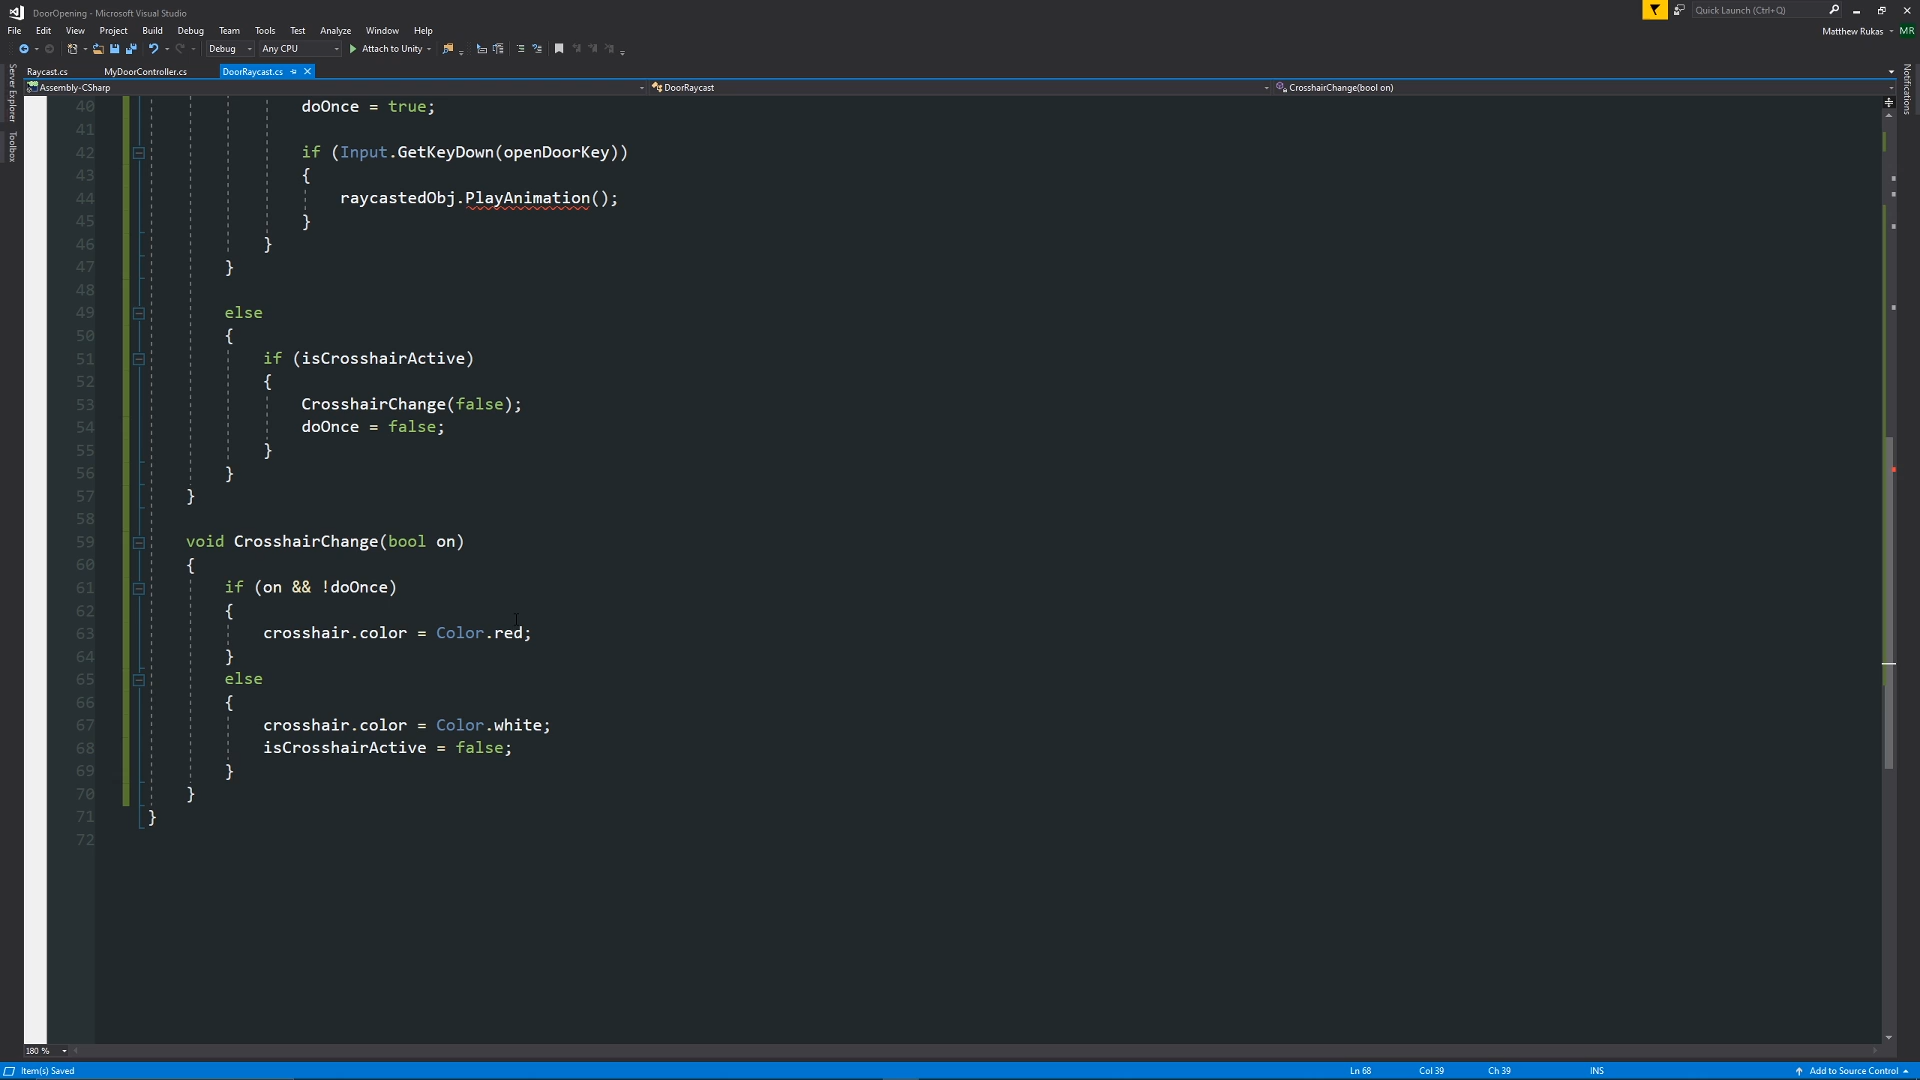 DoorOpening - Microsoft Visual Studio
Quick Launch (Ctrl+Q)
File Edit View Project Build Debug Team Tools Test Analyze Window Help
Matthew Rukas MR
Debug Any CPU Attach to Unity
Raycast.cs MyDoorController.cs DoorRaycast.cs
Assembly-CSharp DoorRaycast CrosshairChange(bool on)
Server Explorer
Toolbox
Notifications
40 doOnce = true;
41
42 if (Input.GetKeyDown(openDoorKey))
43 {
44 raycastedObj.PlayAnimation();
45 }
46 }
47 }
48
49 else
50 {
51 if (isCrosshairActive)
52 {
53 CrosshairChange(false);
54 doOnce = false;
55 }
56 }
57 }
58
59 void CrosshairChange(bool on)
60 {
61 if (on && !doOnce)
62 {
63 crosshair.color = Color.red;
64 }
65 else
66 {
67 crosshair.color = Color.white;
68 isCrosshairActive = false;
69 }
70 }
71 }
72
180 %
Item(s) Saved Ln 68 Col 39 Ch 39 INS Add to Source Control